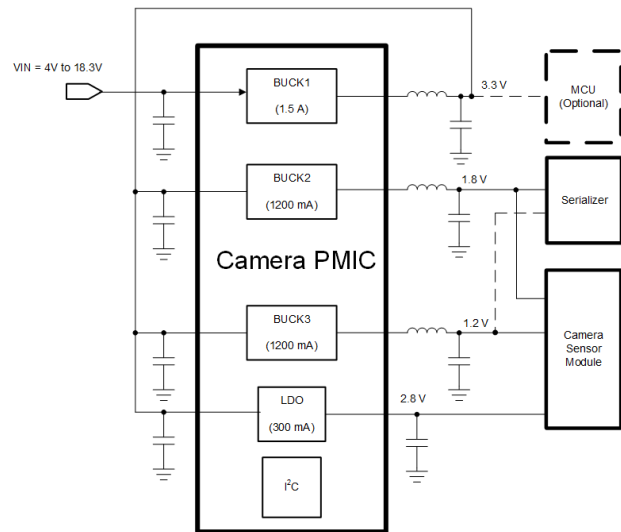 VIN = 4V to 18.3V
BUCK1
(1.5 A)
3.3 V
MCU
(Optional)
BUCK2
(1200 mA)
1.8 V
Serializer
Camera PMIC
BUCK3
(1200 mA)
1.2 V
Camera
Sensor
Module
LDO
(300 mA)
2.8 V
I²C